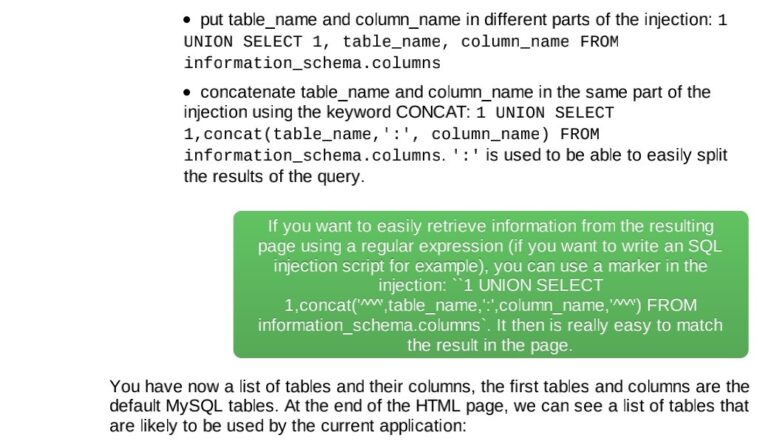 • put table_name and column_name in different parts of the injection: 1
UNION SELECT 1, table_name, column_name FROM
information_schema.columns
• concatenate table_name and column_name in the same part of the
injection using the keyword CONCAT: 1 UNION SELECT
1,concat(table_name,':', column_name) FROM
information_schema.columns. ':' is used to be able to easily split
the results of the query.
If you want to easily retrieve information from the resulting
page using a regular expression (if you want to write an SQL
injection script for example), you can use a marker in the
injection: ``1 UNION SELECT
1,concat('^^^',table_name,':',column_name,'^^^') FROM
information_schema.columns`. It then is really easy to match
the result in the page.
You have now a list of tables and their columns, the first tables and columns are the
default MySQL tables. At the end of the HTML page, we can see a list of tables that
are likely to be used by the current application: